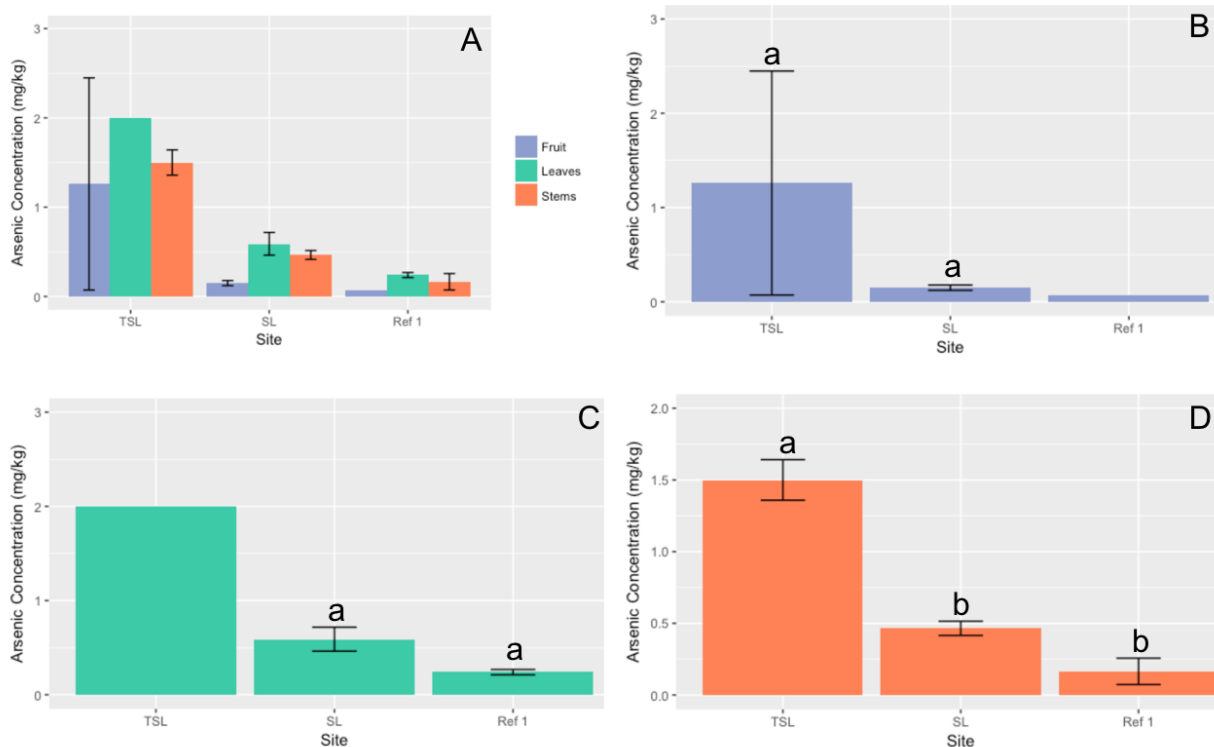 A
Arsenic Concentration (mg/kg)
3
2
1
0
TSL SL Ref 1
Site
Fruit
Leaves
Stems
B
Arsenic Concentration (mg/kg)
3
2
1
0
a
a
TSL SL Ref 1
Site
C
Arsenic Concentration (mg/kg)
3
2
1
0
a a
TSL SL Ref 1
Site
D
Arsenic Concentration (mg/kg)
2.0
1.5
1.0
0.5
0.0
a
b b
TSL SL Ref 1
Site